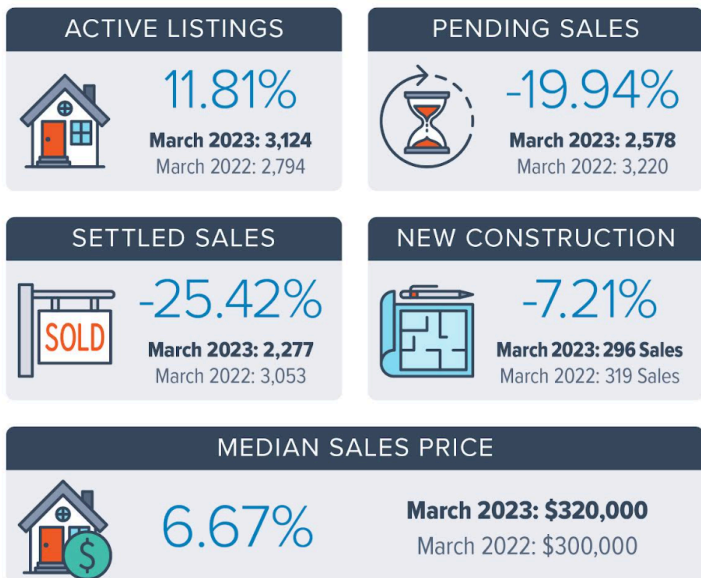 ACTIVE LISTINGS
11.81%
March 2023: 3,124
March 2022: 2,794
PENDING SALES
-19.94%
March 2023: 2,578
March 2022: 3,220
SETTLED SALES
SOLD
-25.42%
March 2023: 2,277
March 2022: 3,053
NEW CONSTRUCTION
-7.21%
March 2023: 296 Sales
March 2022: 319 Sales
MEDIAN SALES PRICE
$
6.67%
March 2023: $320,000
March 2022: $300,000